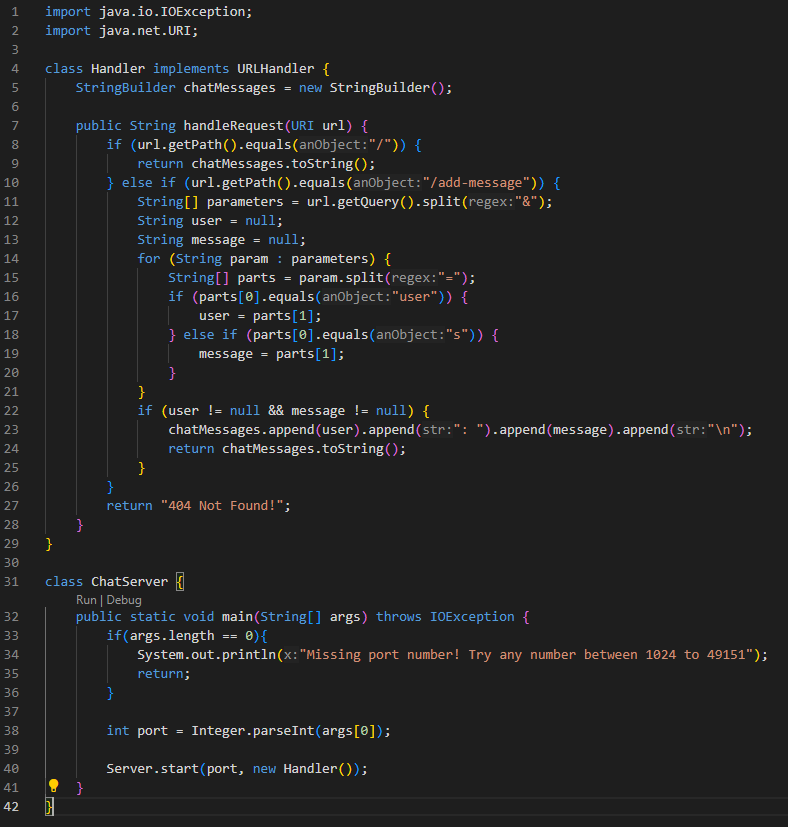 1 import java.io.IOException;
2 import java.net.URI;
3
4 class Handler implements URLHandler {
5     StringBuilder chatMessages = new StringBuilder();
6
7     public String handleRequest(URI url) {
8         if (url.getPath().equals(anObject:"/")) {
9             return chatMessages.toString();
10         } else if (url.getPath().equals(anObject:"/add-message")) {
11             String[] parameters = url.getQuery().split(regex:"&");
12             String user = null;
13             String message = null;
14             for (String param : parameters) {
15                 String[] parts = param.split(regex:"=");
16                 if (parts[0].equals(anObject:"user")) {
17                     user = parts[1];
18                 } else if (parts[0].equals(anObject:"s")) {
19                     message = parts[1];
20                 }
21             }
22             if (user != null && message != null) {
23                 chatMessages.append(user).append(str:": ").append(message).append(str:"\n");
24                 return chatMessages.toString();
25             }
26         }
27         return "404 Not Found!";
28     }
29 }
30
31 class ChatServer {
Run | Debug
32     public static void main(String[] args) throws IOException {
33         if(args.length == 0){
34             System.out.println(x:"Missing port number! Try any number between 1024 to 49151");
35             return;
36         }
37
38         int port = Integer.parseInt(args[0]);
39
40         Server.start(port, new Handler());
41     }
42 }